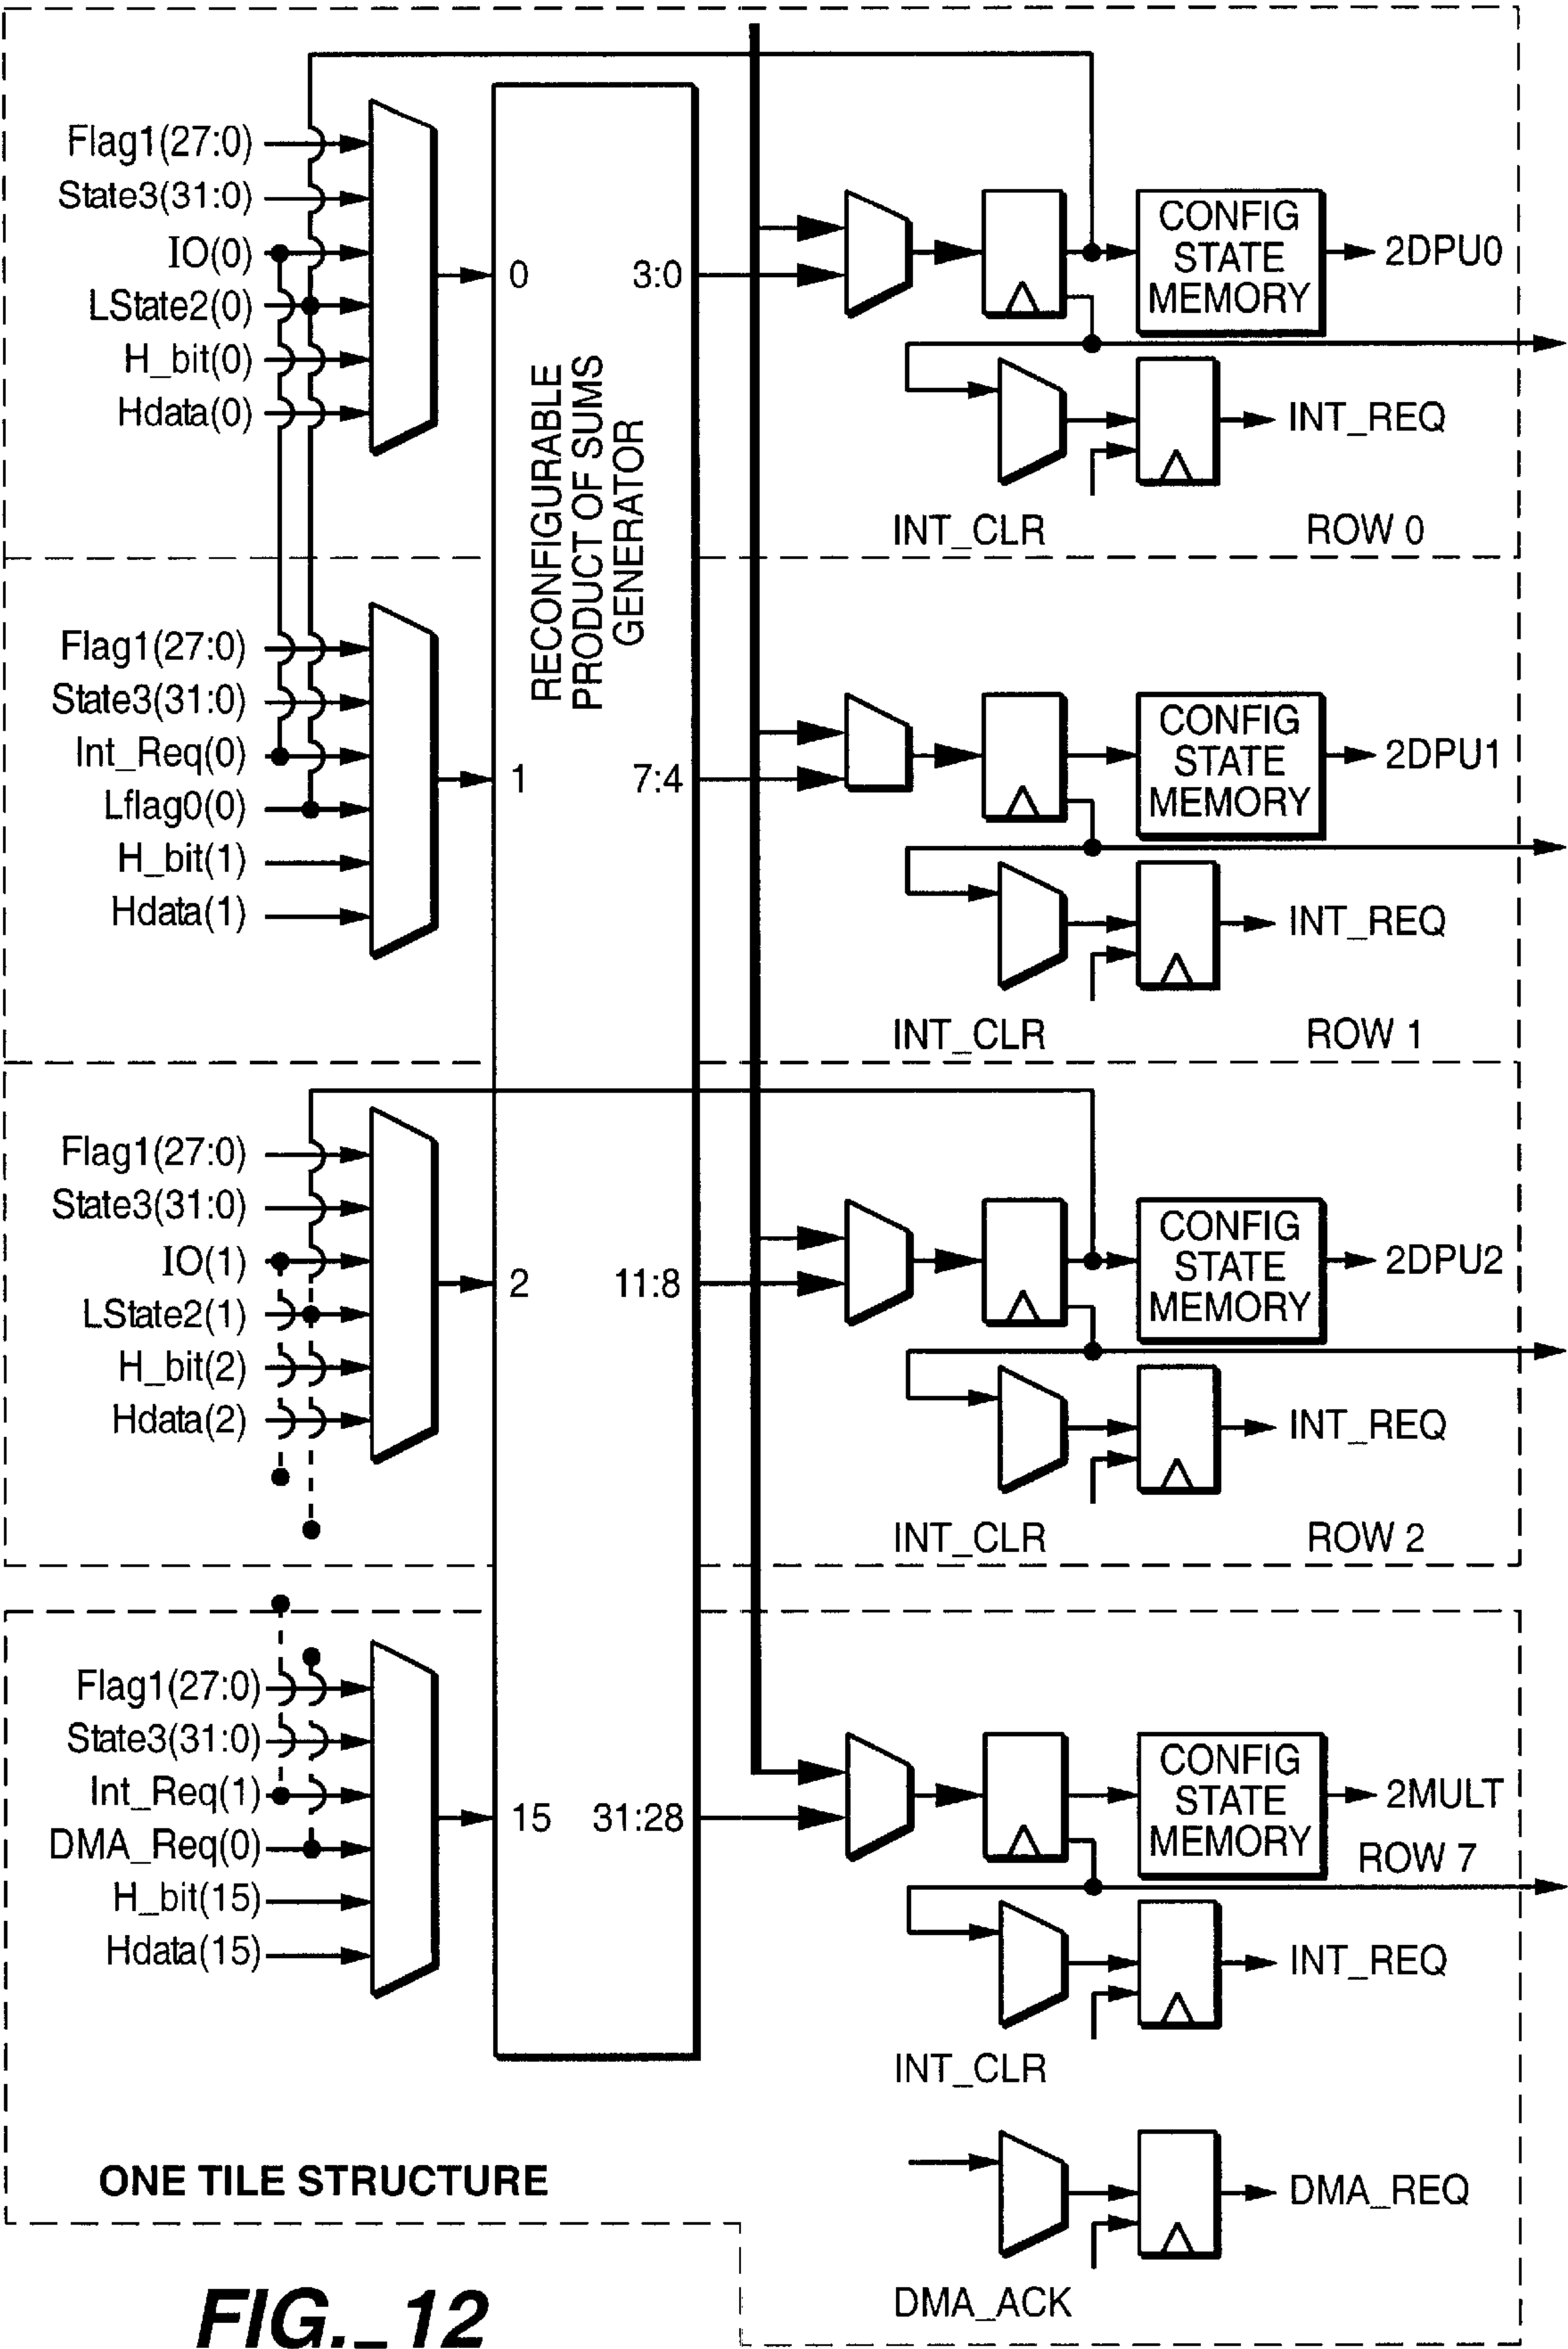 Flag1(27:0)
State3(31:0)
IO(0)
LState2(0)
H_bit(0)
Hdata(0)
0
3:0
RECONFIGURABLE
PRODUCT OF SUMS
GENERATOR
CONFIG
STATE
MEMORY
2DPU0
INT_REQ
INT_CLR
ROW 0
Flag1(27:0)
State3(31:0)
Int_Req(0)
Lflag0(0)
H_bit(1)
Hdata(1)
1
7:4
CONFIG
STATE
MEMORY
2DPU1
INT_REQ
INT_CLR
ROW 1
Flag1(27:0)
State3(31:0)
IO(1)
LState2(1)
H_bit(2)
Hdata(2)
2
11:8
CONFIG
STATE
MEMORY
2DPU2
INT_REQ
INT_CLR
ROW 2
Flag1(27:0)
State3(31:0)
Int_Req(1)
DMA_Req(0)
H_bit(15)
Hdata(15)
15
31:28
CONFIG
STATE
MEMORY
2MULT
ROW 7
INT_REQ
INT_CLR
ONE TILE STRUCTURE
DMA_REQ
DMA_ACK
FIG._12